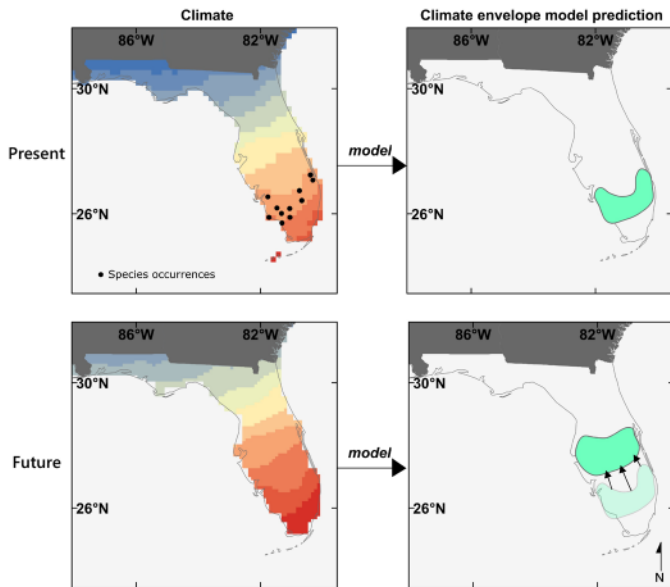 Climate
Climate envelope model prediction
86°W 82°W
86°W 82°W
30°N
30°N
Present
model
26°N
26°N
Species occurrences
86°W 82°W
86°W 82°W
30°N
30°N
Future
model
26°N
26°N
N